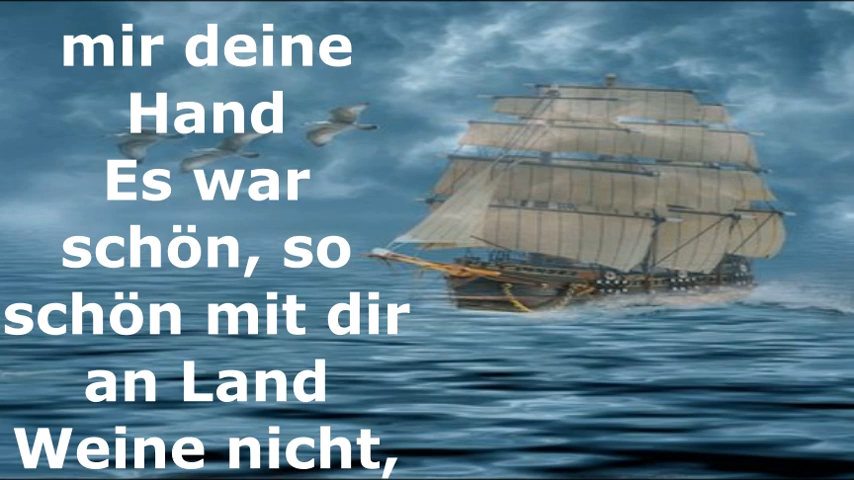 mir deine
Hand
Es war
schön, so
schön mit dir
an Land
Weine nicht,